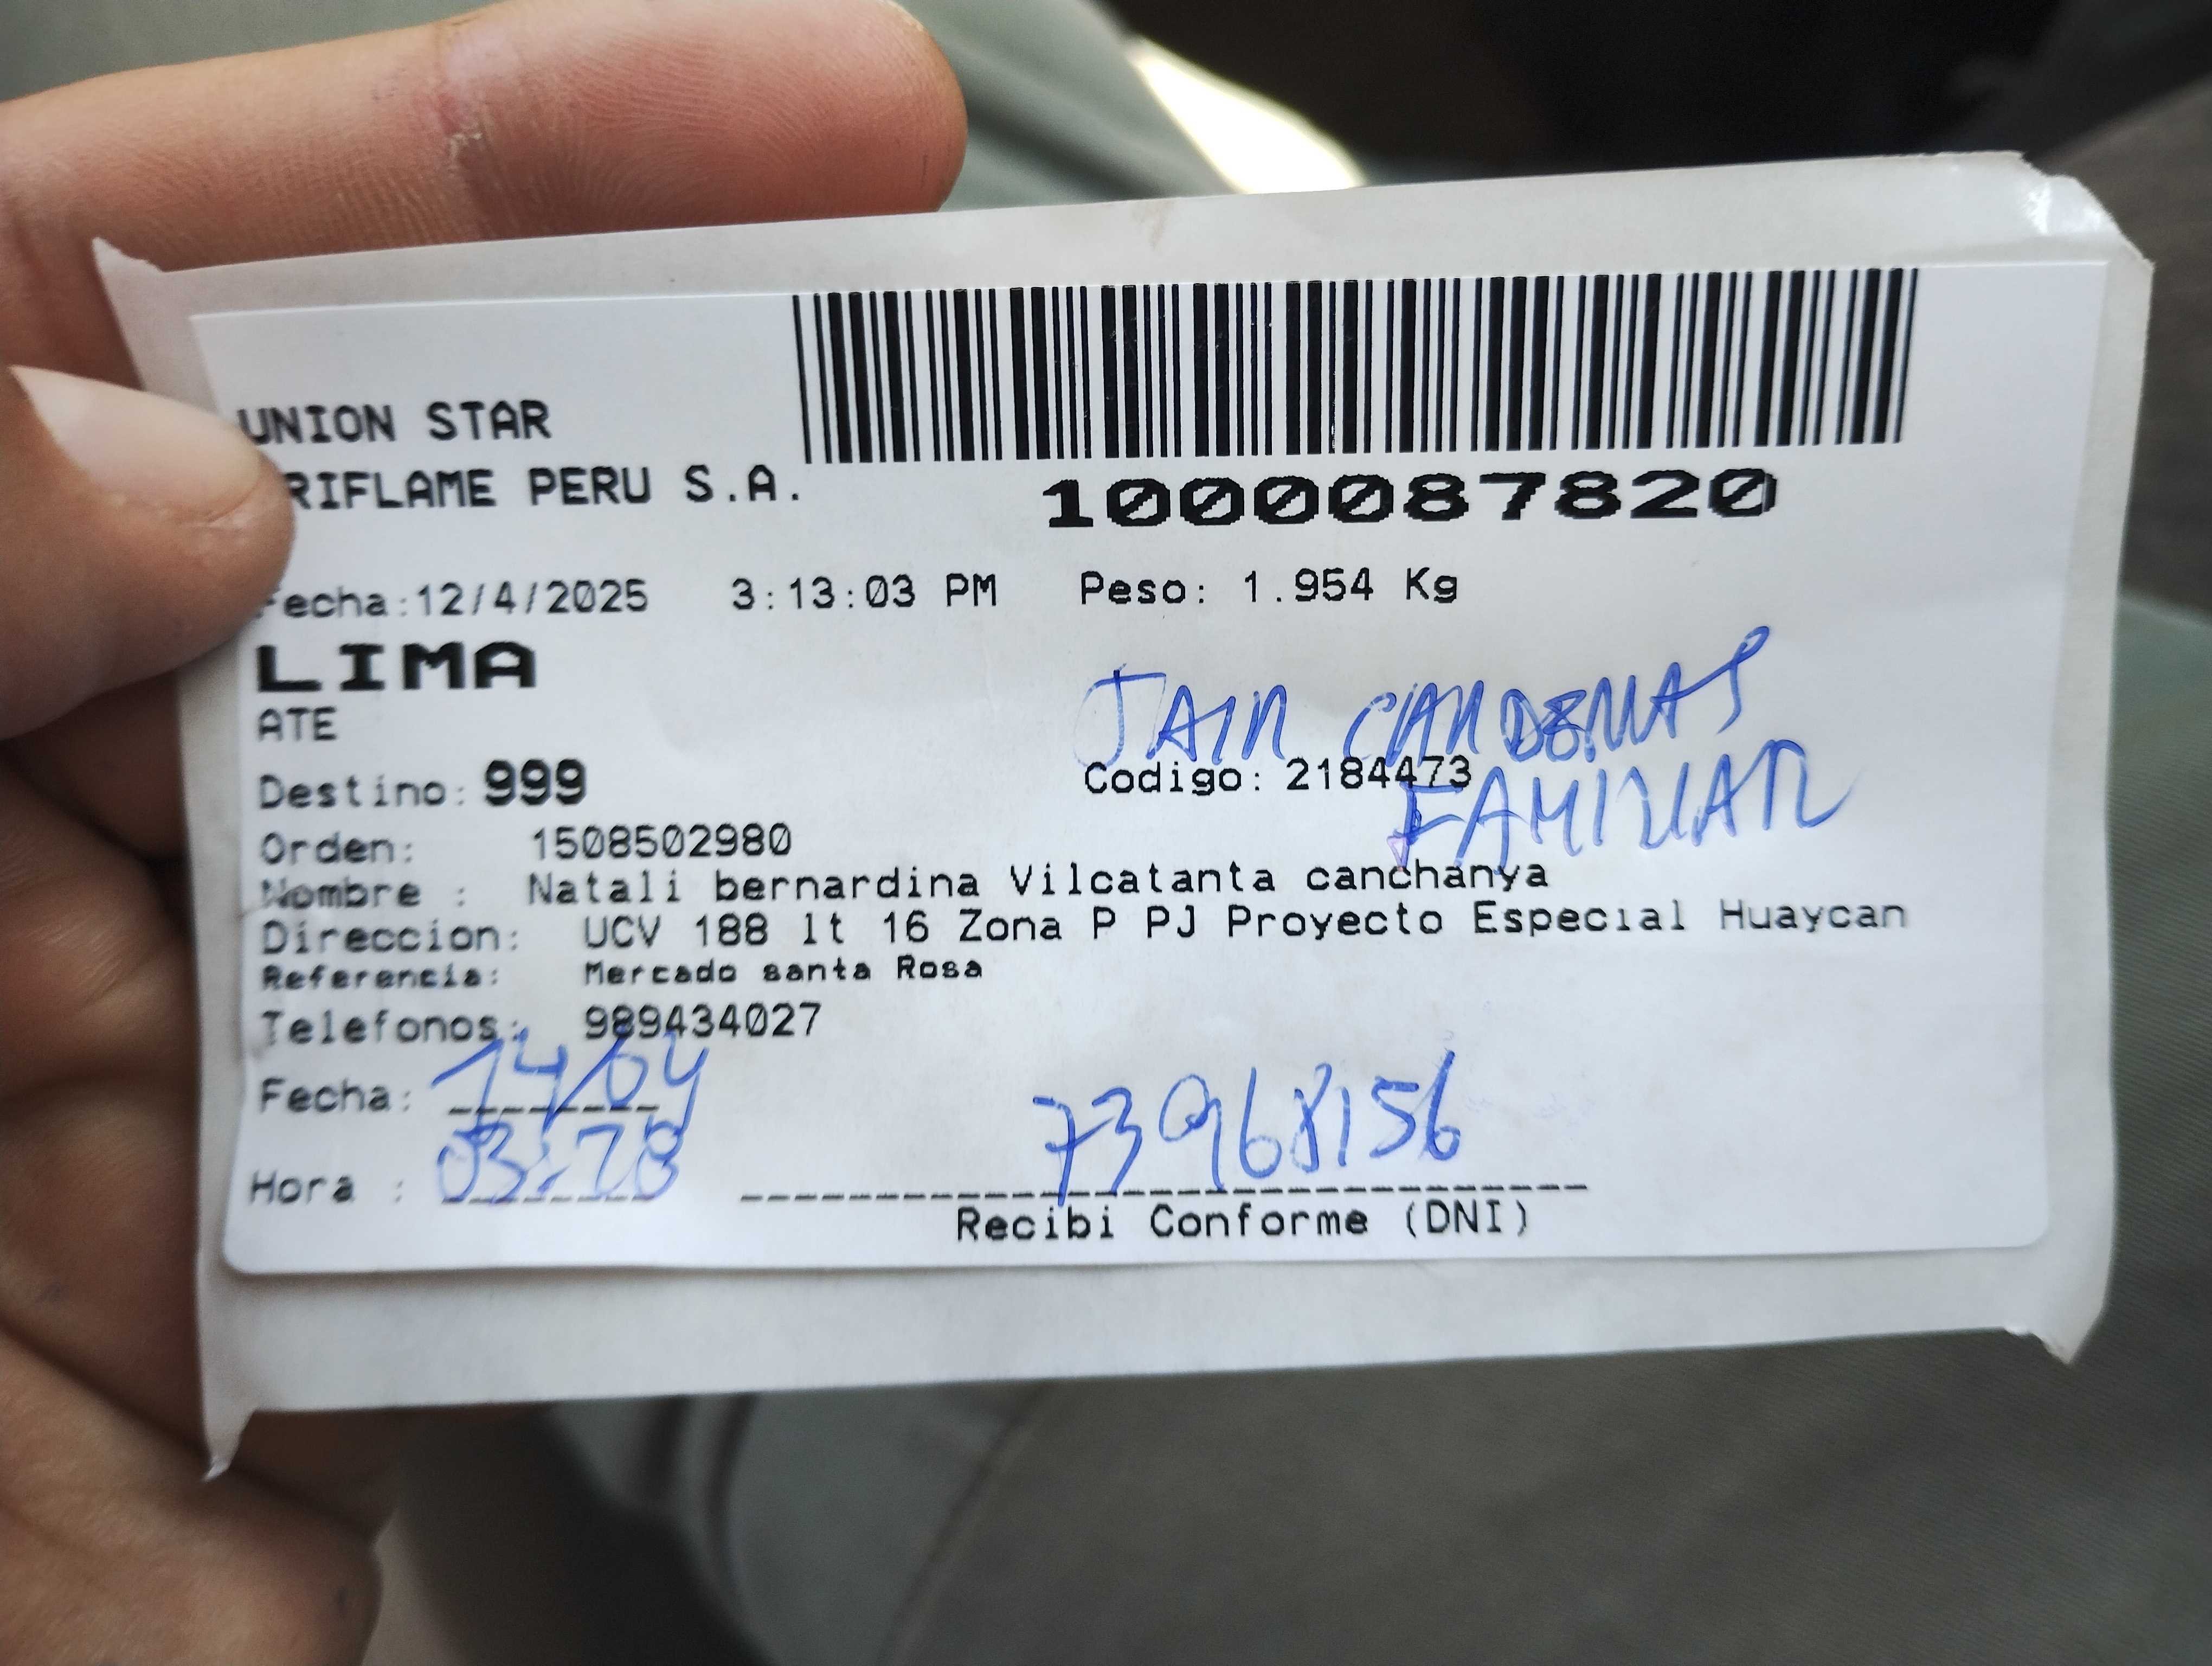 UNION STAR
RIFLAME PERU S.A.
1000087820
Fecha:12/4/2025 3:13:03 PM Peso: 1.954 Kg
LIMA
ATE
JAIR CARDENAS
Destino: 999 Codigo: 2184473
FAMILIAR
Orden: 1508502980
Nombre : Natali bernardina Vilcatanta canchanya
Direccion: UCV 188 lt 16 Zona P PJ Proyecto Especial Huaycan
Referencia: Mercado santa Rosa
Telefonos: 989434027
Fecha: 14/04
73968156
Hora :
Recibi Conforme (DNI)